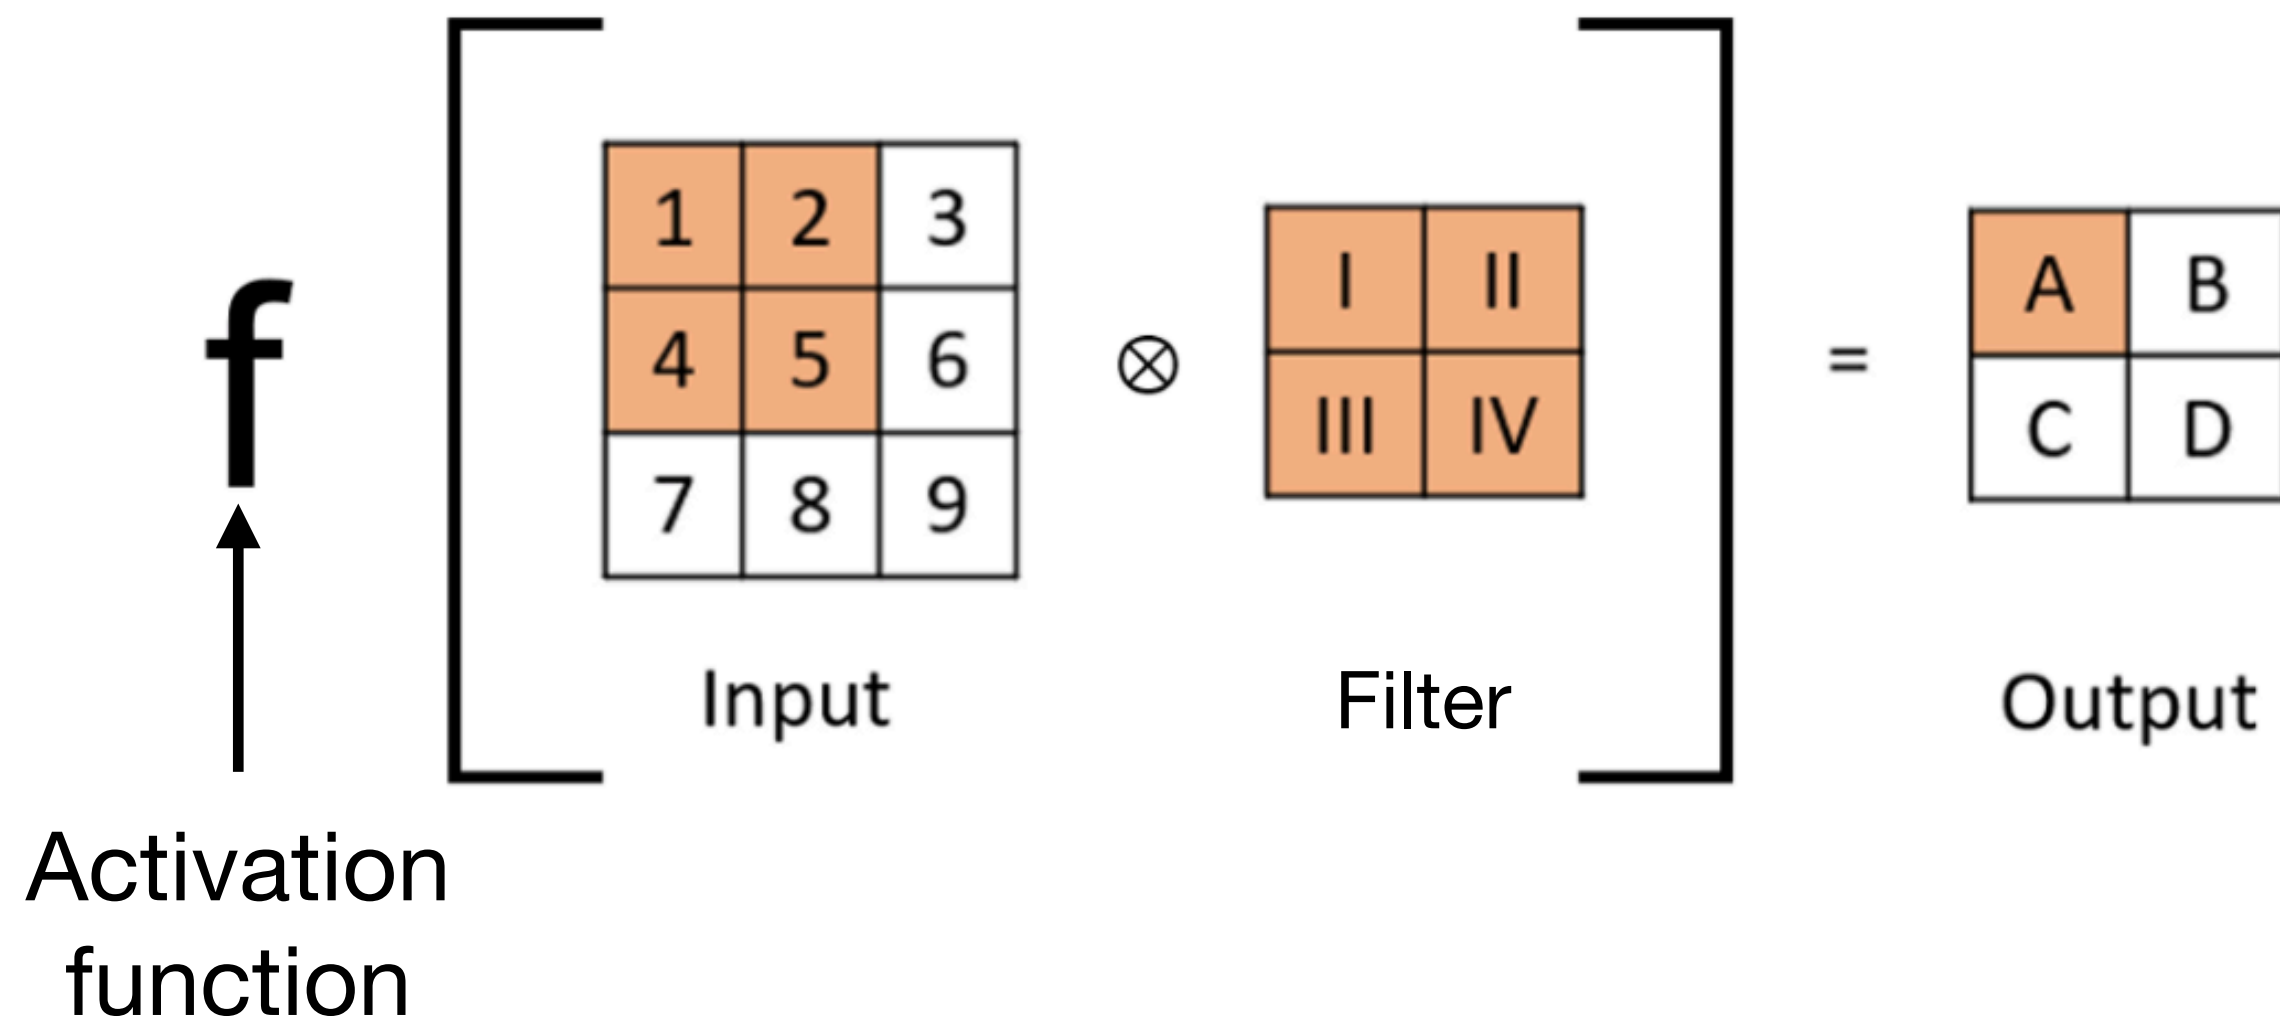 f
1 2 3
4 5 6
7 8 9
⊗
I II
III IV
=
A B
C D
Input
Filter
Output
Activation
function